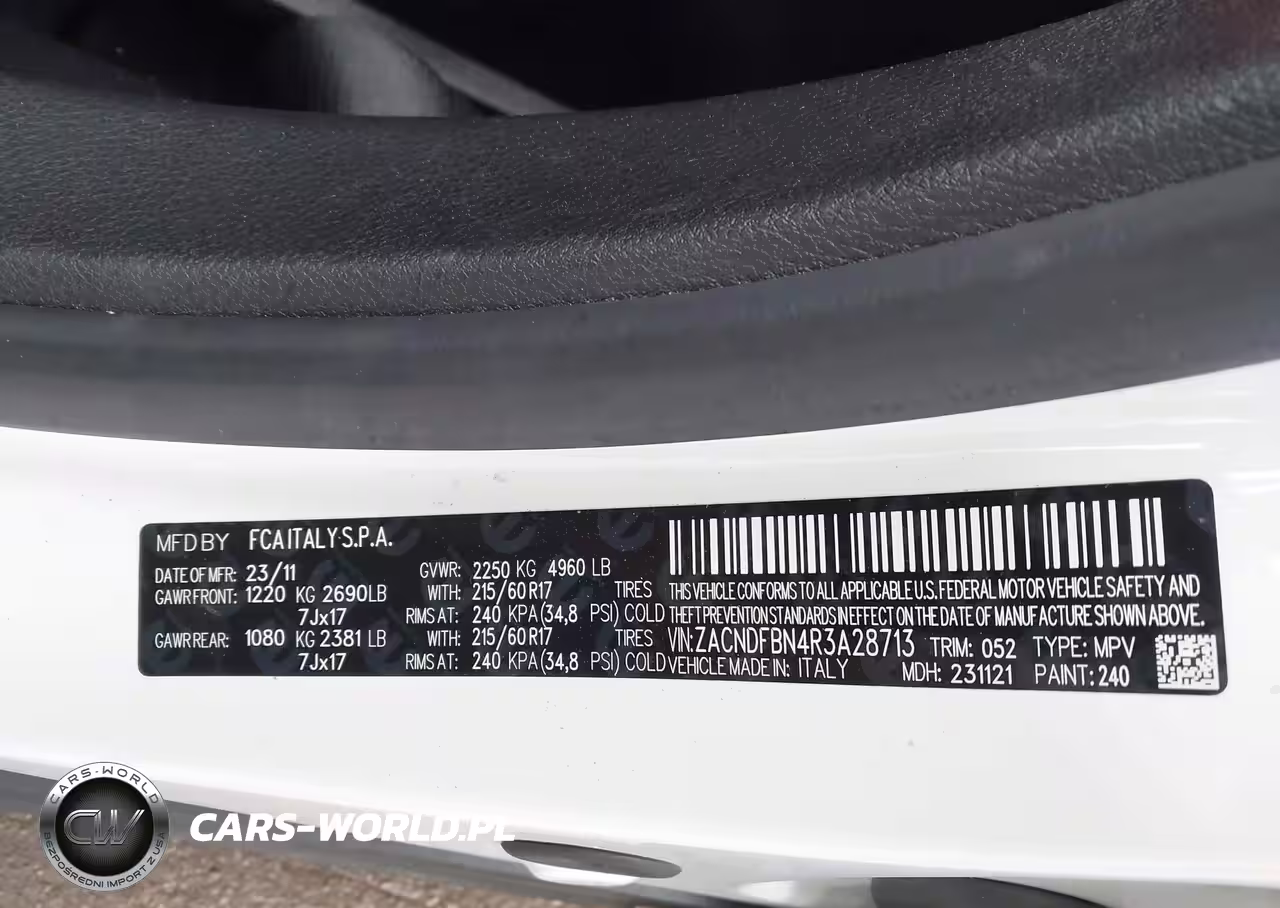 MFD BY FCA ITALY S.P.A.
DATE OF MFR: 23/11 GVWR: 2250 KG 4960 LB
GAWR FRONT: 1220 KG 2690 LB WITH: 215/60 R17 TIRES
7Jx17 RIMS AT: 240 KPA (34,8 PSI) COLD
GAWR REAR: 1080 KG 2381 LB WITH: 215/60 R17 TIRES
7Jx17 RIMS AT: 240 KPA (34,8 PSI) COLD
THIS VEHICLE CONFORMS TO ALL APPLICABLE U.S. FEDERAL MOTOR VEHICLE SAFETY AND
THEFT PREVENTION STANDARDS IN EFFECT ON THE DATE OF MANUFACTURE SHOWN ABOVE.
VIN: ZACNDFBN4R3A28713 TRIM: 052 TYPE: MPV
VEHICLE MADE IN: ITALY MDH: 231121 PAINT: 240
CARS-WORLD
CW
BEZPOŚREDNI IMPORT Z USA
CARS-WORLD.PL